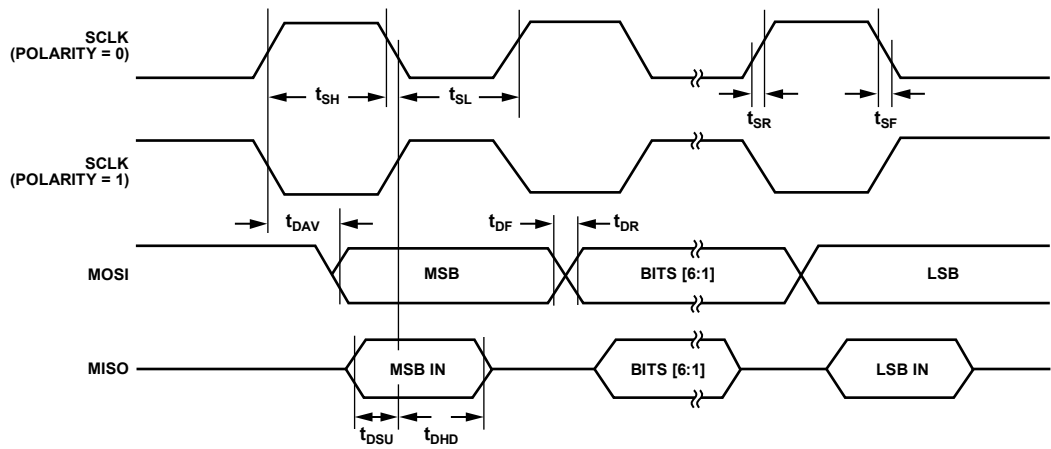 SCLK
(POLARITY = 0)
tSH
tSL
tSR
tSF
SCLK
(POLARITY = 1)
tDAV
tDF
tDR
MOSI
MSB
BITS [6:1]
LSB
MISO
MSB IN
BITS [6:1]
LSB IN
tDSU
tDHD